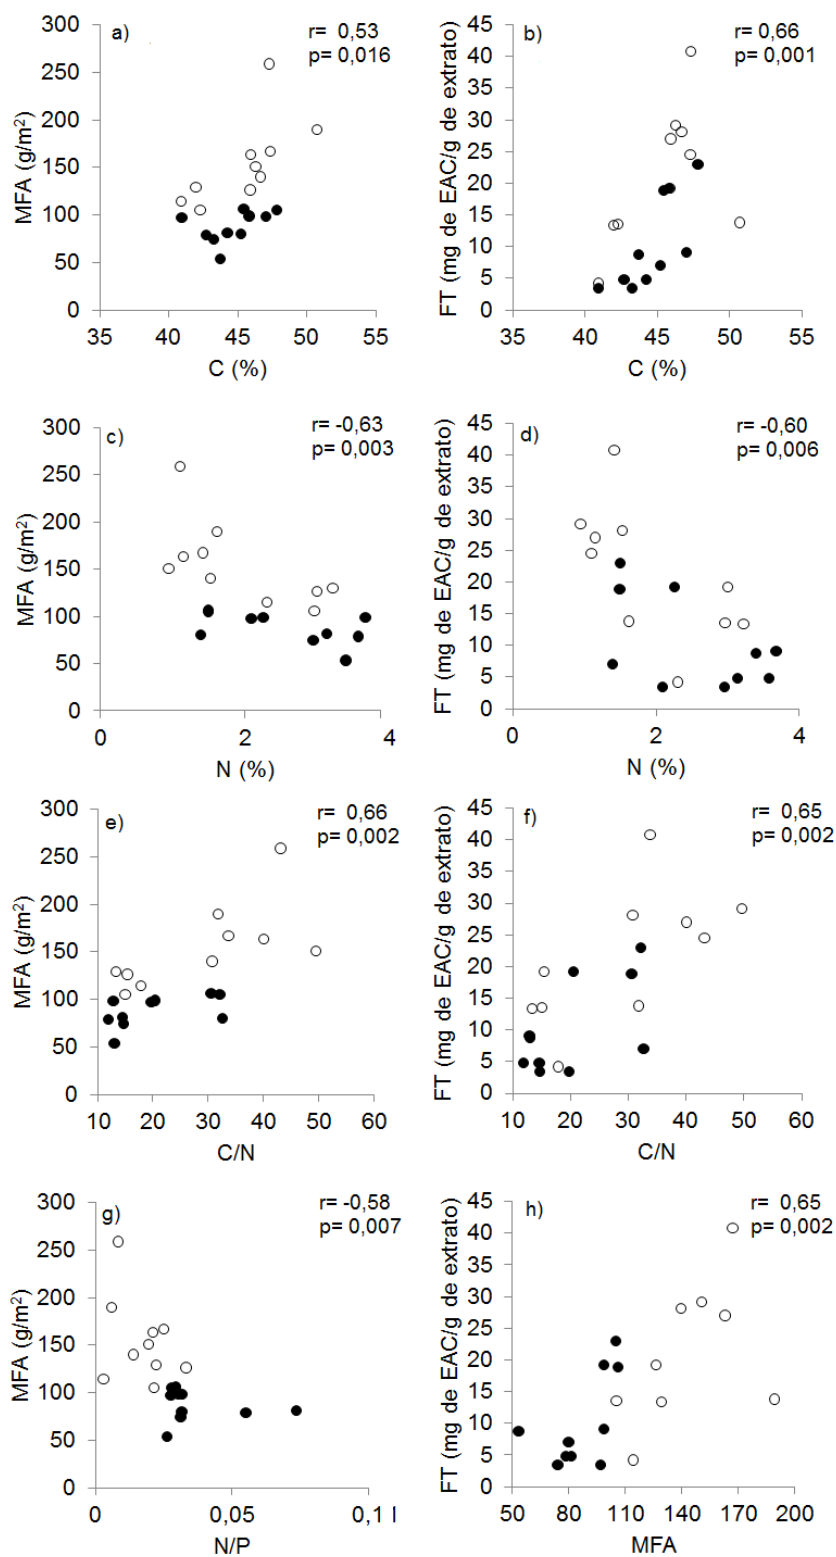 a)
r= 0,53
p= 0,016
MFA (g/m²)
300
250
200
150
100
50
0
35 40 45 50 55
C (%)
b)
r= 0,66
p= 0,001
FT (mg de EAC/g de extrato)
45
40
35
30
25
20
15
10
5
0
35 40 45 50 55
C (%)
c)
r= -0,63
p= 0,003
MFA (g/m²)
300
250
200
150
100
50
0
0 2 4
N (%)
d)
r= -0,60
p= 0,006
FT (mg de EAC/g de extrato)
45
40
35
30
25
20
15
10
5
0
0 2 4
N (%)
e)
r= 0,66
p= 0,002
MFA (g/m²)
300
250
200
150
100
50
0
10 20 30 40 50 60
C/N
f)
r= 0,65
p= 0,002
FT (mg de EAC/g de extrato)
45
40
35
30
25
20
15
10
5
0
10 20 30 40 50 60
C/N
g)
r= -0,58
p= 0,007
MFA (g/m²)
300
250
200
150
100
50
0
0 0,05 0,1 l
N/P
h)
r= 0,65
p= 0,002
FT (mg de EAC/g de extrato)
45
40
35
30
25
20
15
10
5
0
50 80 110 140 170 200
MFA